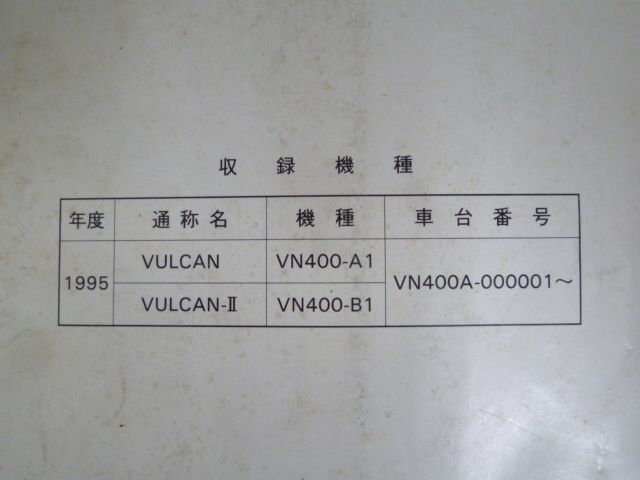 収録機種
年度 通称名 機種 車台番号
1995 VULCAN VN400-A1 VN400A-000001～
VULCAN-Ⅱ VN400-B1